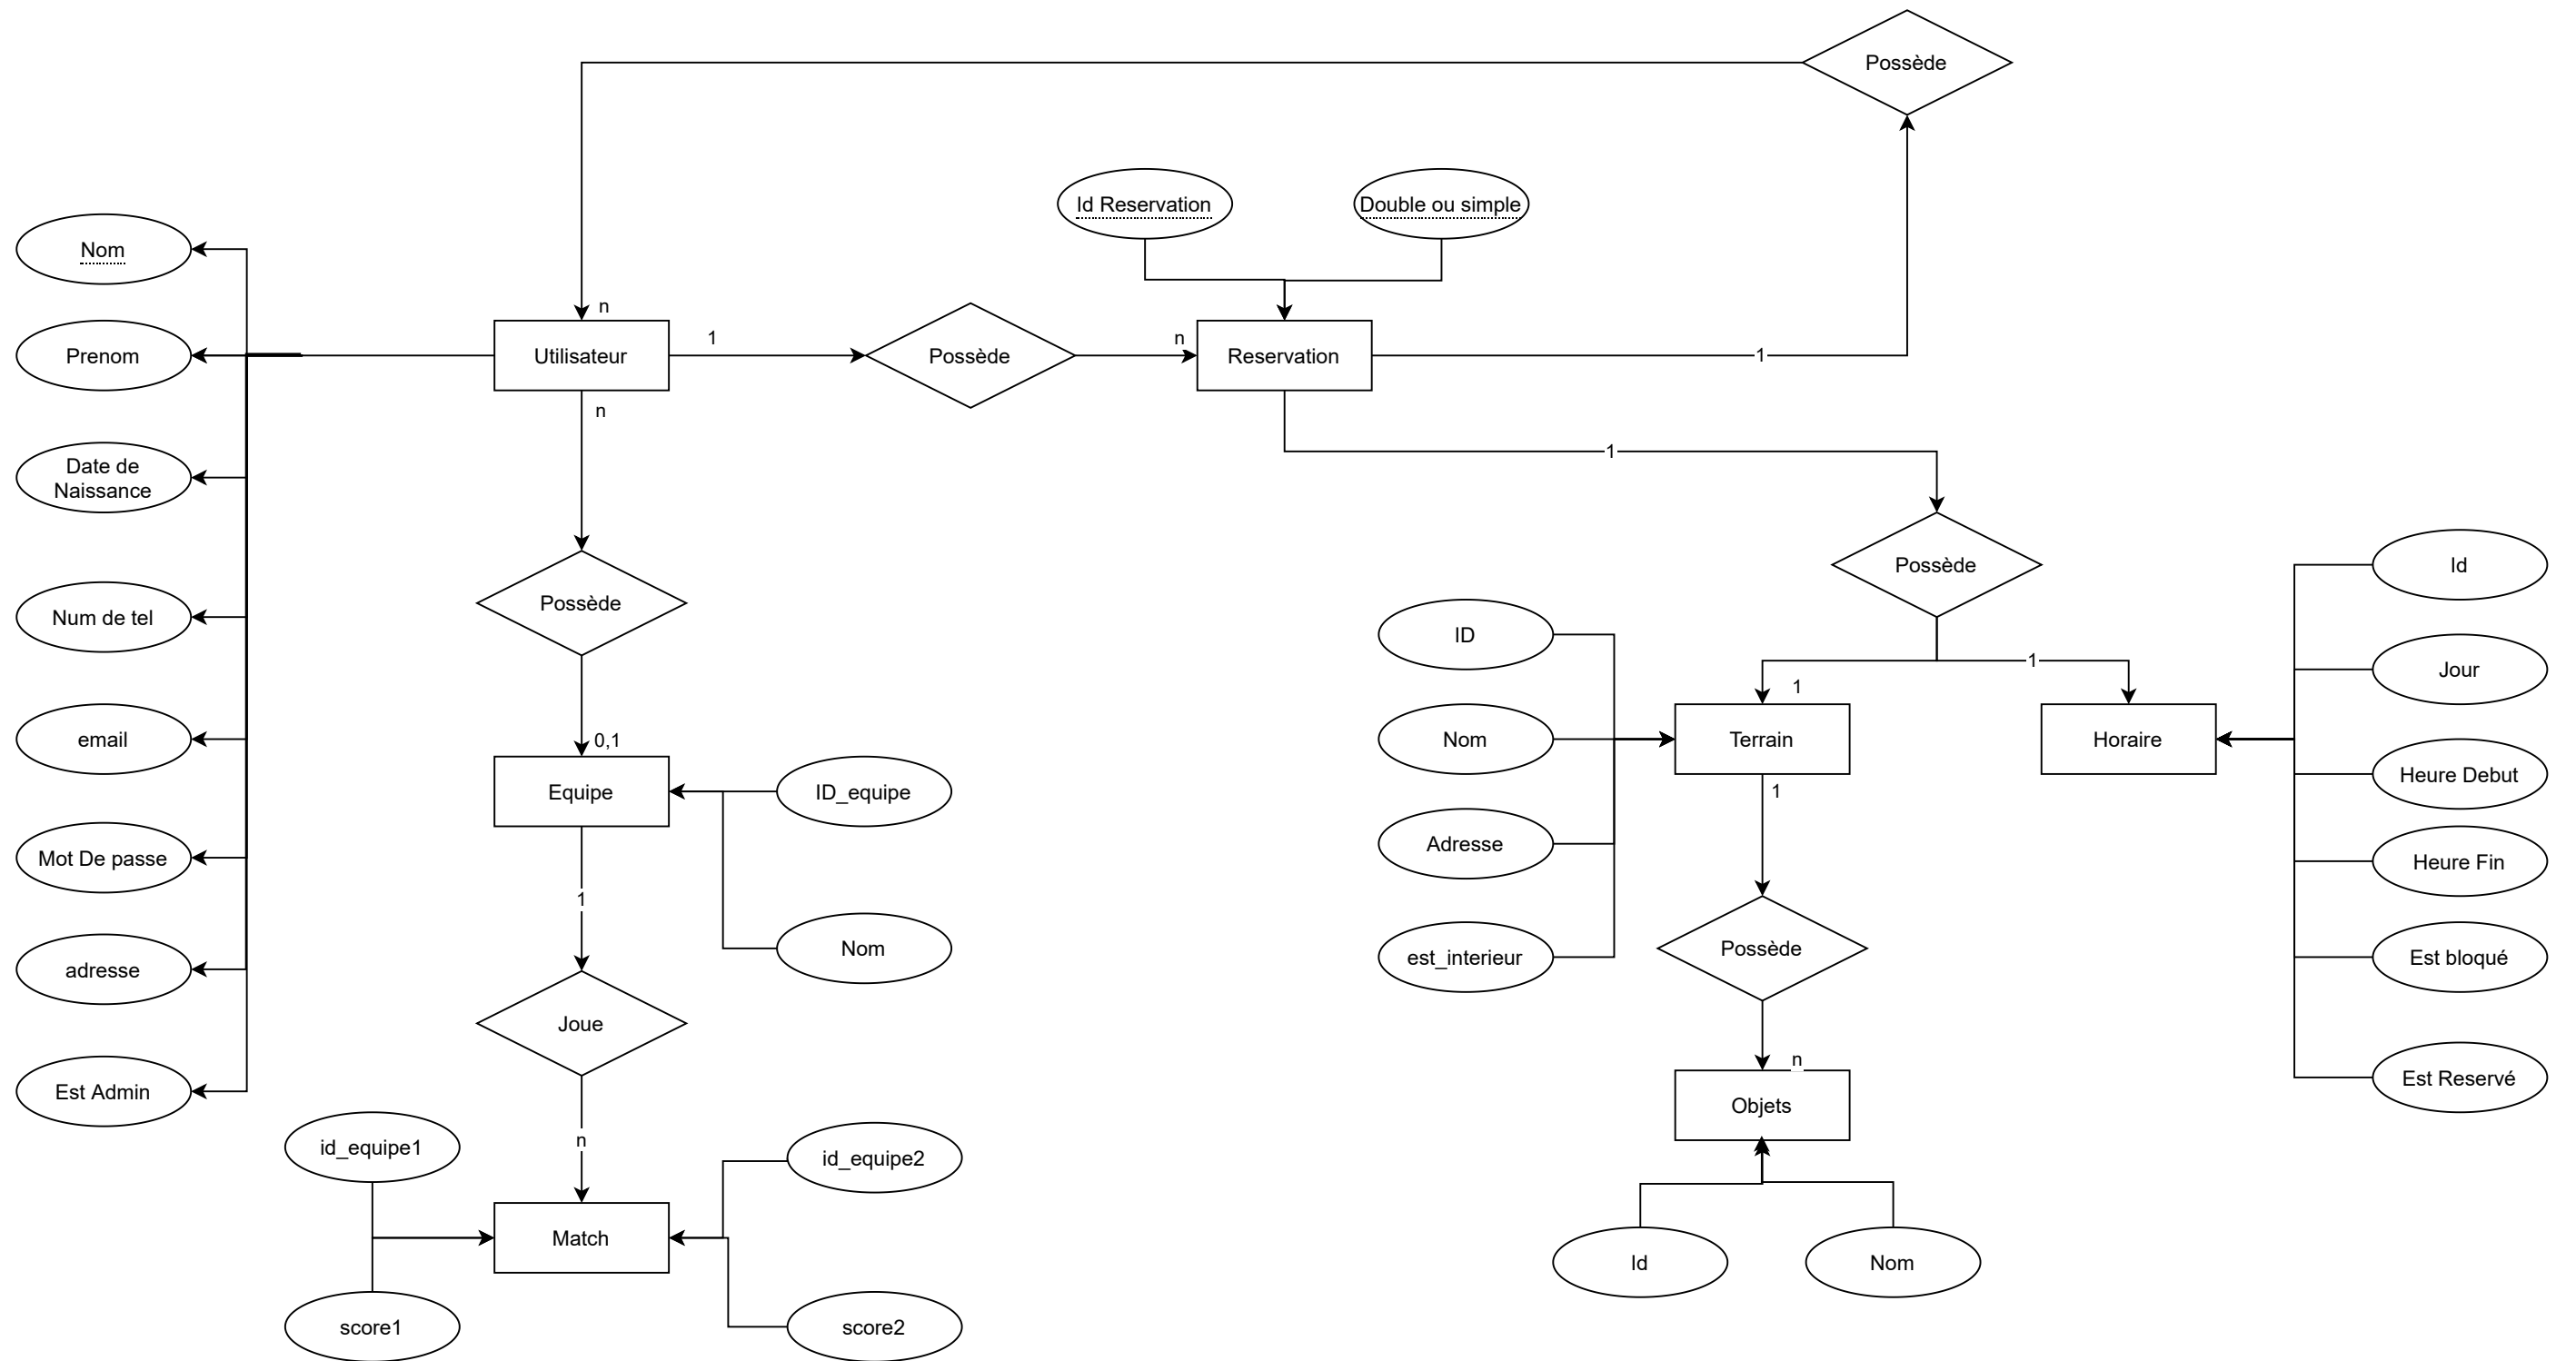 Possède
Id Reservation
Double ou simple
Nom
n
1
n
Prenom
Utilisateur
Possède
Reservation
1
n
1
Date de
Naissance
Possède
Id
Possède
Num de tel
ID
1
Jour
1
email
0,1
Nom
Terrain
Horaire
Heure Debut
Equipe
ID_equipe
1
Adresse
Mot De passe
Heure Fin
1
Nom
Possède
est_interieur
Est bloqué
adresse
Joue
n
Est Reservé
Est Admin
Objets
n
id_equipe1
id_equipe2
Match
Id
Nom
score1
score2